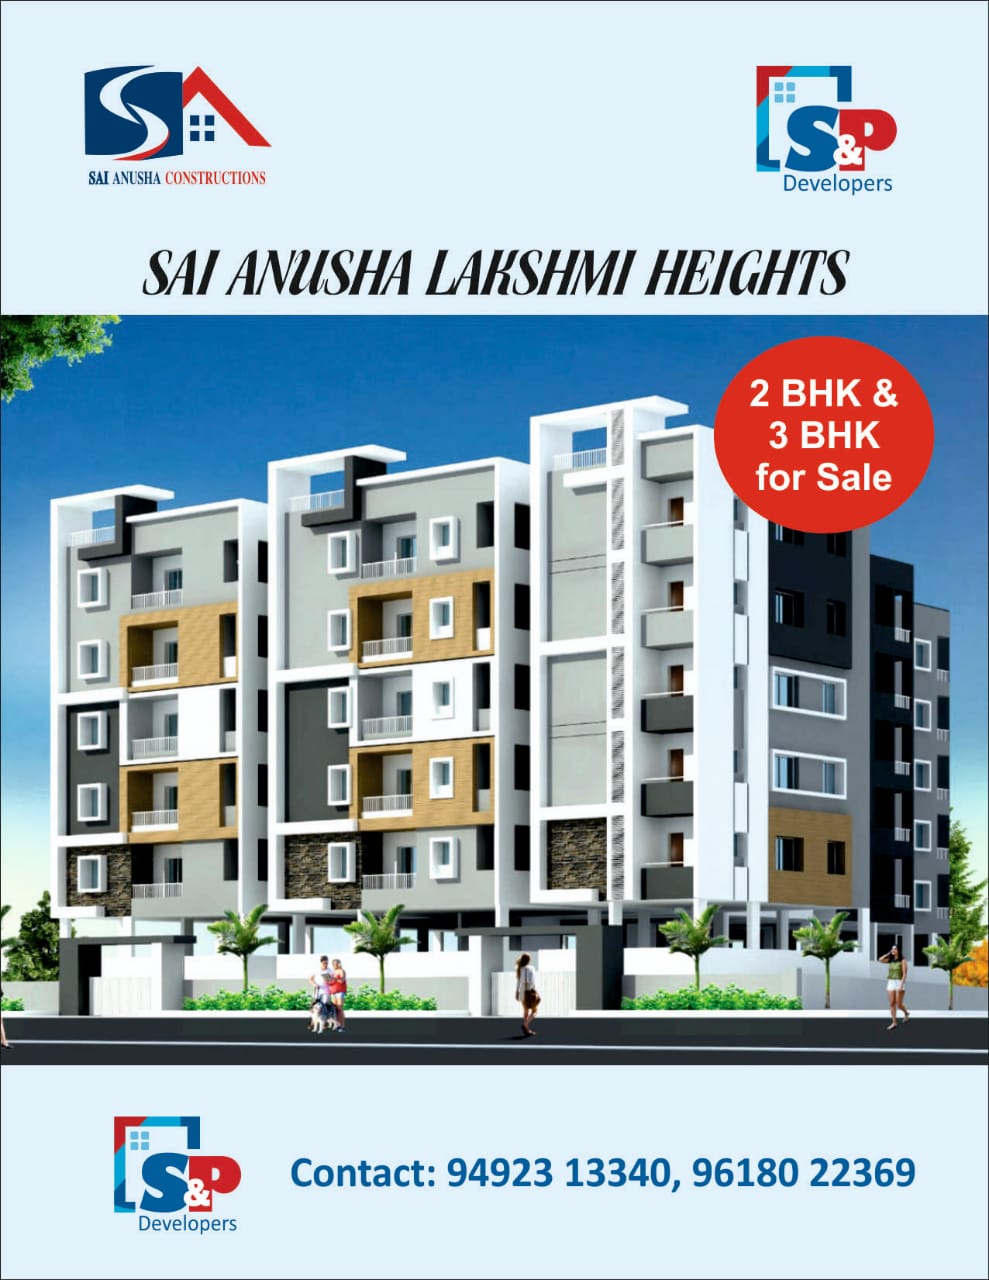 SAI ANUSHA CONSTRUCTIONS
S&P
Developers
SAI ANUSHA LAKSHMI HEIGHTS
2 BHK &
3 BHK
for Sale
S&P
Developers
Contact: 94923 13340, 96180 22369